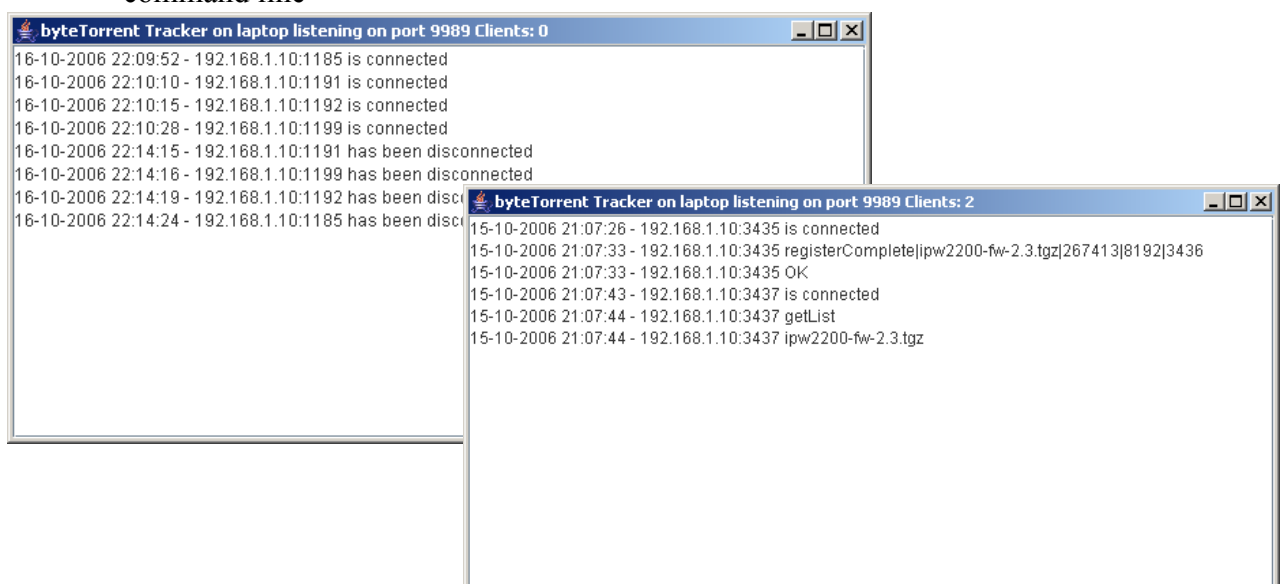 byteTorrent Tracker on laptop listening on port 9989 Clients: 0
16-10-2006 22:09:52 - 192.168.1.10:1185 is connected
16-10-2006 22:10:10 - 192.168.1.10:1191 is connected
16-10-2006 22:10:15 - 192.168.1.10:1192 is connected
16-10-2006 22:10:28 - 192.168.1.10:1199 is connected
16-10-2006 22:14:15 - 192.168.1.10:1191 has been disconnected
16-10-2006 22:14:16 - 192.168.1.10:1199 has been disconnected
16-10-2006 22:14:19 - 192.168.1.10:1192 has been disc
16-10-2006 22:14:24 - 192.168.1.10:1185 has been disc
byteTorrent Tracker on laptop listening on port 9989 Clients: 2
15-10-2006 21:07:26 - 192.168.1.10:3435 is connected
15-10-2006 21:07:33 - 192.168.1.10:3435 registerComplete|ipw2200-fw-2.3.tgz|267413|8192|3436
15-10-2006 21:07:33 - 192.168.1.10:3435 OK
15-10-2006 21:07:43 - 192.168.1.10:3437 is connected
15-10-2006 21:07:44 - 192.168.1.10:3437 getList
15-10-2006 21:07:44 - 192.168.1.10:3437 ipw2200-fw-2.3.tgz